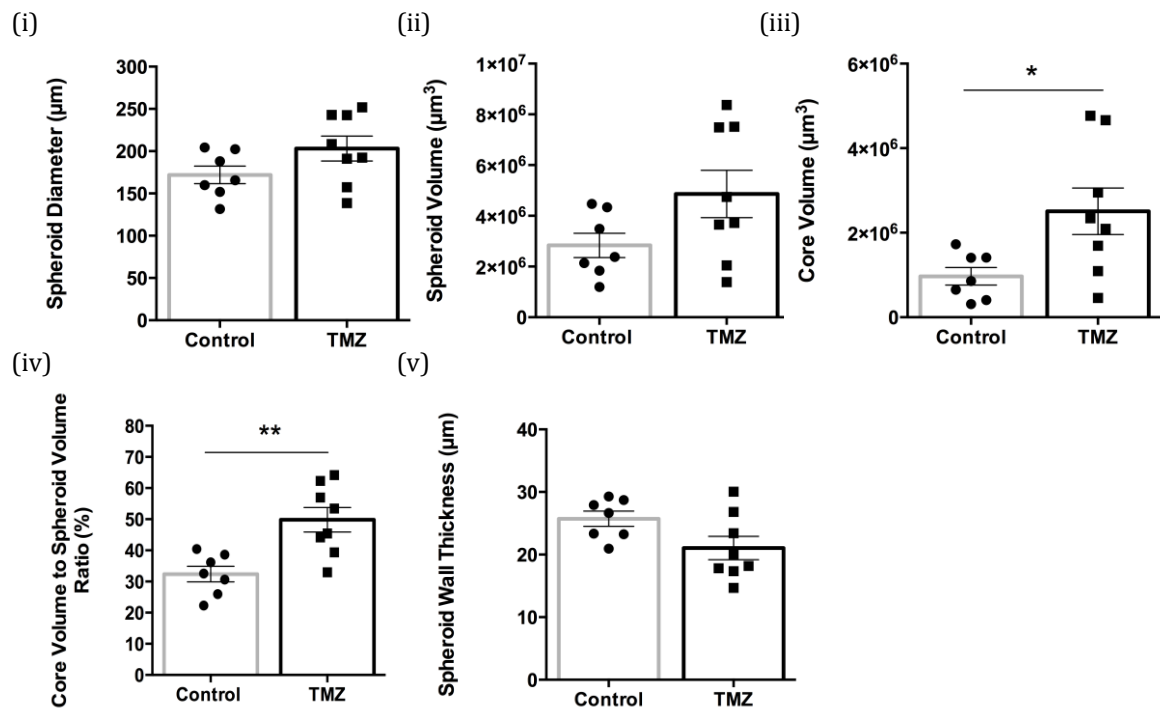 (i)
Spheroid Diameter (µm)
300
250
200
150
100
50
0
Control
TMZ
(ii)
Spheroid Volume (µm³)
1×10⁷
8×10⁶
6×10⁶
4×10⁶
2×10⁶
0
Control
TMZ
(iii)
Core Volume (µm³)
6×10⁶
4×10⁶
2×10⁶
0
*
Control
TMZ
(iv)
Core Volume to Spheroid Volume
Ratio (%)
80
70
60
50
40
30
20
10
0
**
Control
TMZ
(v)
Spheroid Wall Thickness (µm)
40
30
20
10
0
Control
TMZ